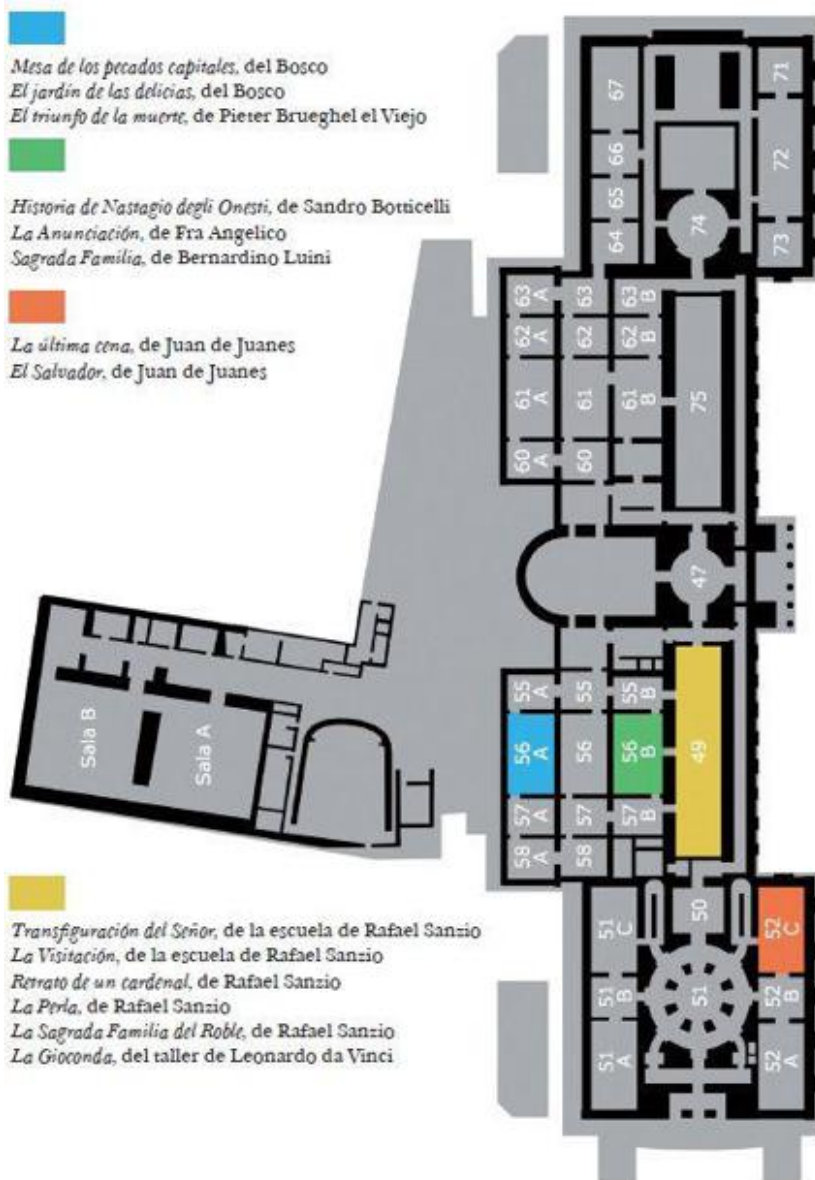 Mesa de los pecados capitales, del Bosco
El jardín de las delicias, del Bosco
El triunfo de la muerte, de Pieter Brueghel el Viejo
Historia de Nastagio degli Onesti, de Sandro Botticelli
La Anunciación, de Fra Angelico
Sagrada Familia, de Bernardino Luini
La última cena, de Juan de Juanes
El Salvador, de Juan de Juanes
Transfiguración del Señor, de la escuela de Rafael Sanzio
La Visitación, de la escuela de Rafael Sanzio
Retrato de un cardenal, de Rafael Sanzio
La Perla, de Rafael Sanzio
La Sagrada Familia del Roble, de Rafael Sanzio
La Gioconda, del taller de Leonardo da Vinci
Sala B
Sala A
67
66
65
64
71
72
73
74
63
A
63
63
B
62
A
62
62
B
61
A
61
61
B
60
A
60
75
47
55
A
55
55
B
56
A
56
56
B
57
A
57
57
B
58
A
58
49
50
51
C
51
B
51
A
51
52
C
52
B
52
A